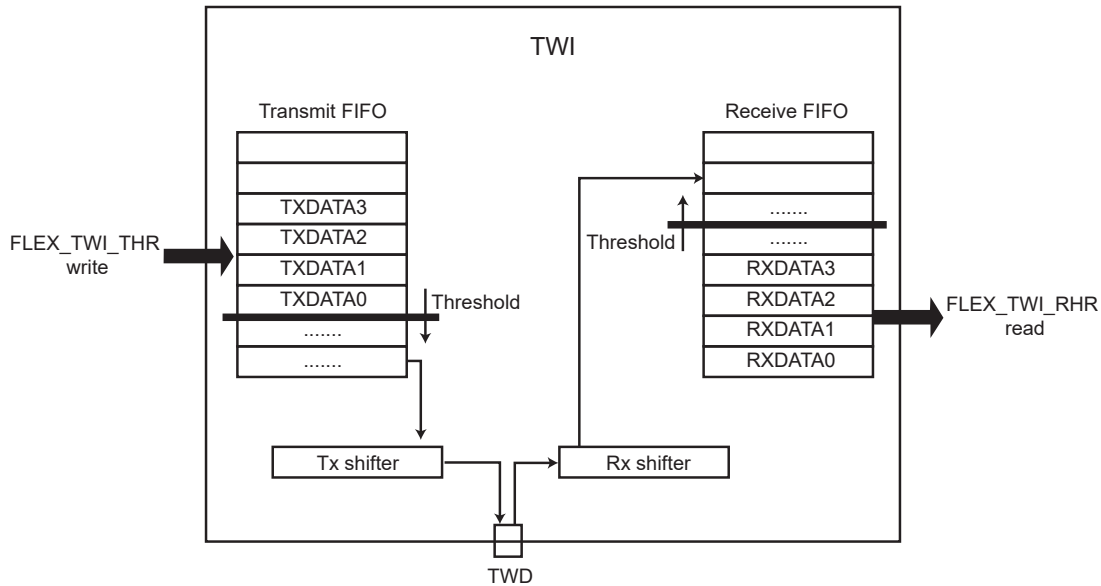 TWI
Transmit FIFO
TXDATA3
TXDATA2
TXDATA1
TXDATA0
.......
.......
Threshold
FLEX_TWI_THR
write
Receive FIFO
.......
.......
RXDATA3
RXDATA2
RXDATA1
RXDATA0
Threshold
FLEX_TWI_RHR
read
Tx shifter
Rx shifter
TWD